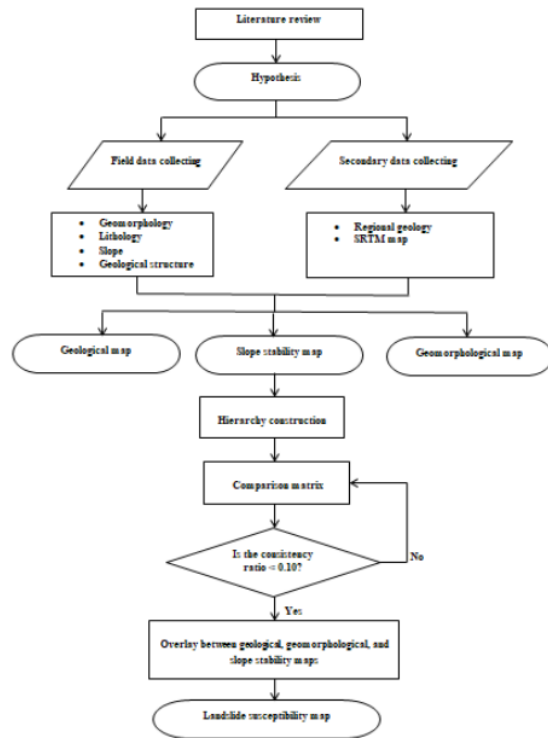 Literature review
Hypothesis
Field data collecting
Secondary data collecting
• Geomorphology
• Lithology
• Slope
• Geological structure
• Regional geology
• SRTM map
Geological map
Slope stability map
Geomorphological map
Hierarchy construction
Comparison matrix
Is the consistency
ratio < 0.10?
No
Yes
Overlay between geological, geomorphological, and
slope stability maps
Landslide susceptibility map